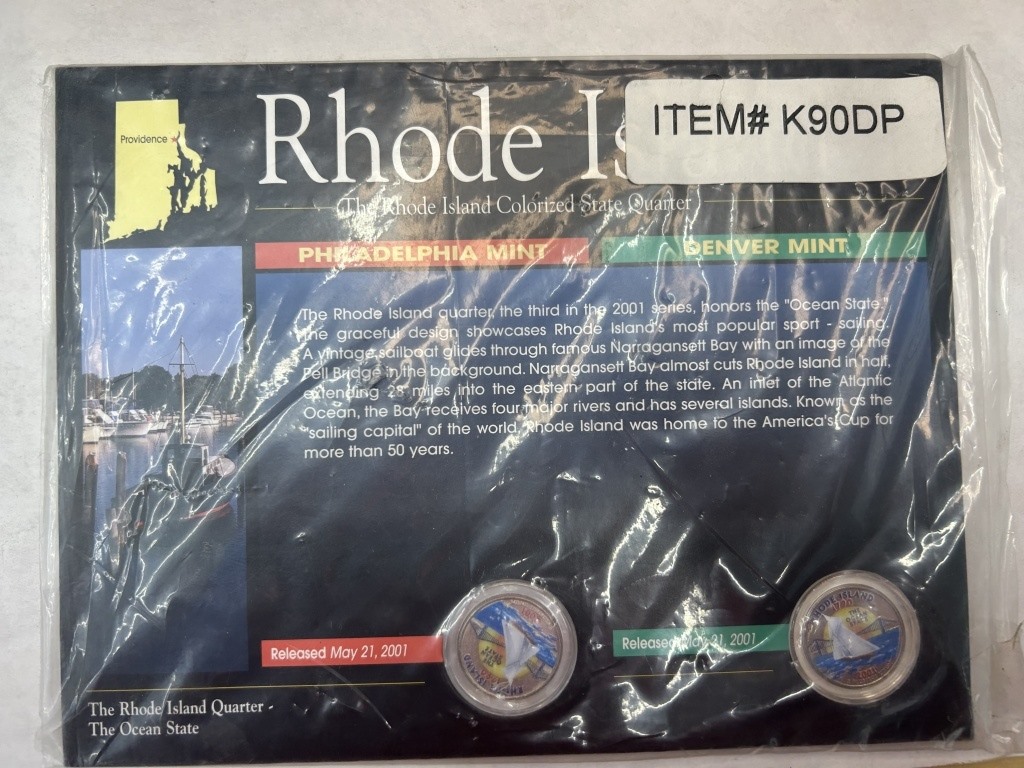 Rhode Is
ITEM# K90DP
Providence
The Rhode Island Colorized State Quarter
PHILADELPHIA MINT
DENVER MINT
The Rhode Island quarter, the third in the 2001 series, honors the "Ocean State."
The graceful design showcases Rhode Island's most popular sport - sailing.
A vintage sailboat glides through famous Narragansett Bay with an image of the
Pell Bridge in the background. Narragansett Bay almost cuts Rhode Island in half,
extending 28 miles into the eastern part of the state. An inlet of the Atlantic
Ocean, the Bay receives four major rivers and has several islands. Known as the
"sailing capital" of the world, Rhode Island was home to the America's Cup for
more than 50 years.
Released May 21, 2001
Released May 31, 2001
RHODE ISLAND
1790
The Rhode Island Quarter -
The Ocean State